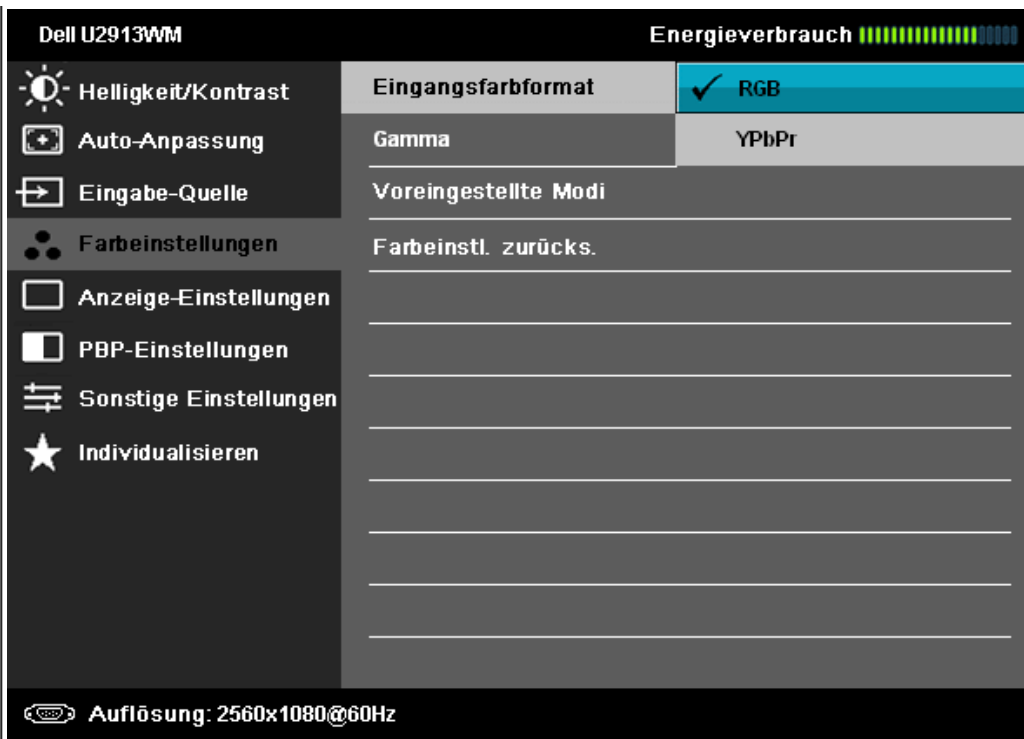 Dell U2913WM
Energieverbrauch
Helligkeit/Kontrast
Auto-Anpassung
Eingabe-Quelle
Farbeinstellungen
Anzeige-Einstellungen
PBP-Einstellungen
Sonstige Einstellungen
Individualisieren
Eingangsfarbformat
Gamma
Voreingestellte Modi
Farbeinstl. zurücks.
RGB
YPbPr
Auflösung: 2560x1080@60Hz